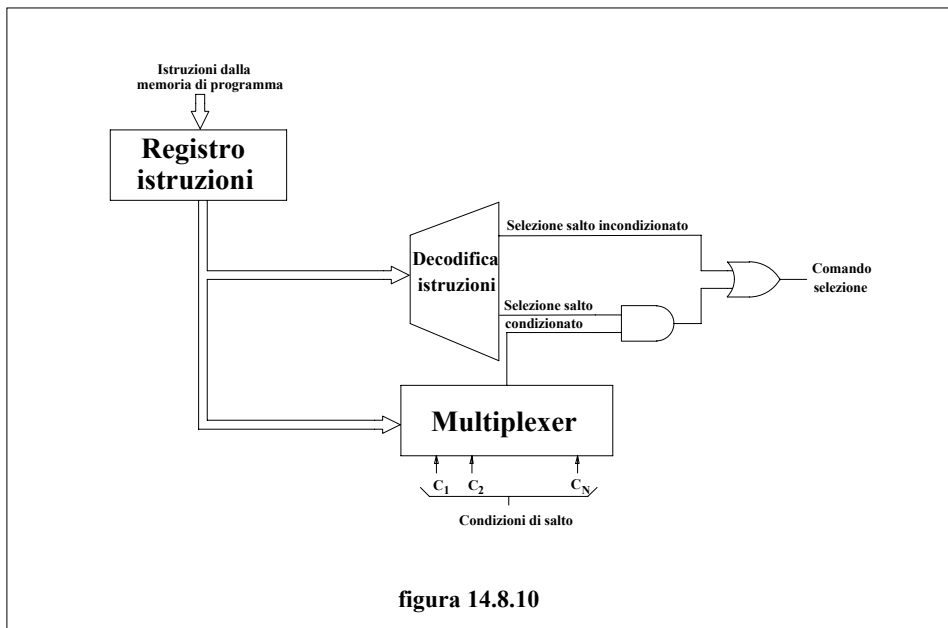 Istruzioni dalla
memoria di programma
Registro
istruzioni
Selezione salto incondizionato
Decodifica
istruzioni
Selezione salto
condizionato
Comando
selezione
Multiplexer
C1 C2 CN
Condizioni di salto
figura 14.8.10